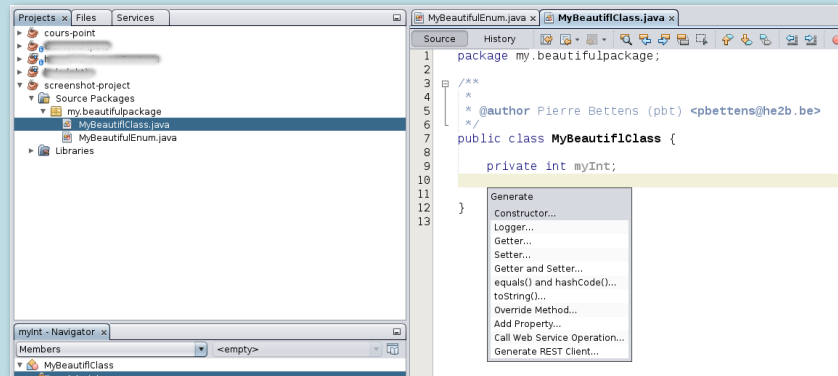 Projects x Files Services
cours-point
screenshot-project
Source Packages
my.beautifulpackage
MyBeautiflClass.java
MyBeautifulEnum.java
Libraries
myInt - Navigator x
Members <empty>
MyBeautiflClass
MyBeautifulEnum.java x MyBeautiflClass.java x
Source History
1 package my.beautifulpackage;
2
3 /**
4 *
5 * @author Pierre Bettens (pbt) <pbettens@he2b.be>
6 */
7 public class MyBeautiflClass {
8
9 private int myInt;
10
11
12 }
13
Generate
Constructor...
Logger...
Getter...
Setter...
Getter and Setter...
equals() and hashCode()...
toString()...
Override Method...
Add Property...
Call Web Service Operation...
Generate REST Client...